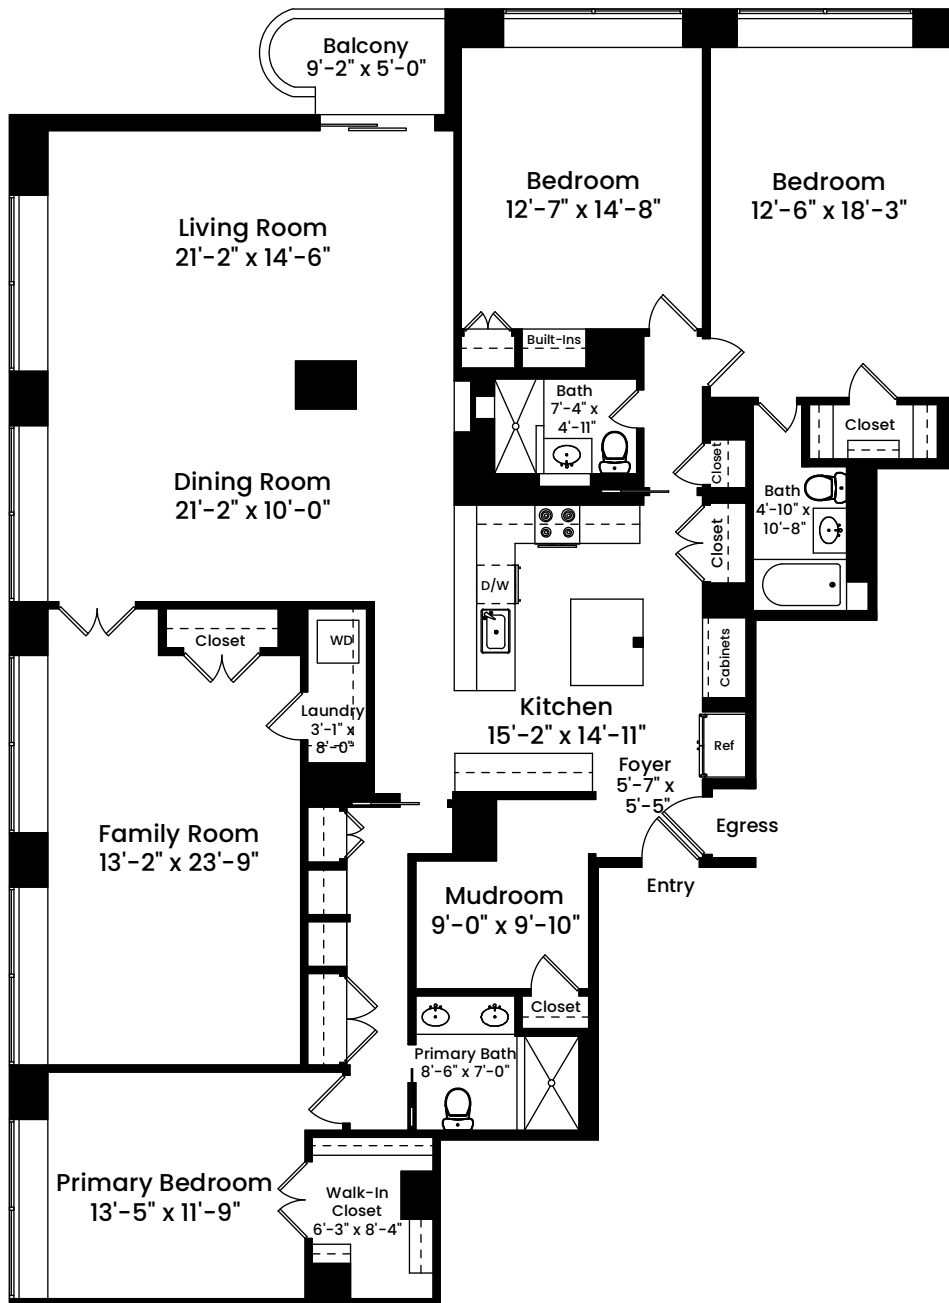 Balcony
9'-2" x 5'-0"
Bedroom
12'-7" x 14'-8"
Bedroom
12'-6" x 18'-3"
Living Room
21'-2" x 14'-6"
Built-Ins
Bath
7'-4" x
4'-11"
Closet
Closet
Dining Room
21'-2" x 10'-0"
Bath
4'-10" x
10'-8"
Closet
D/W
Closet
WD
Cabinets
Laundry
3'-1" x
8'-0"
Kitchen
15'-2" x 14'-11"
Ref
Foyer
5'-7" x
5'-5"
Egress
Family Room
13'-2" x 23'-9"
Entry
Mudroom
9'-0" x 9'-10"
Closet
Primary Bath
8'-6" x 7'-0"
Primary Bedroom
13'-5" x 11'-9"
Walk-In
Closet
6'-3" x 8'-4"